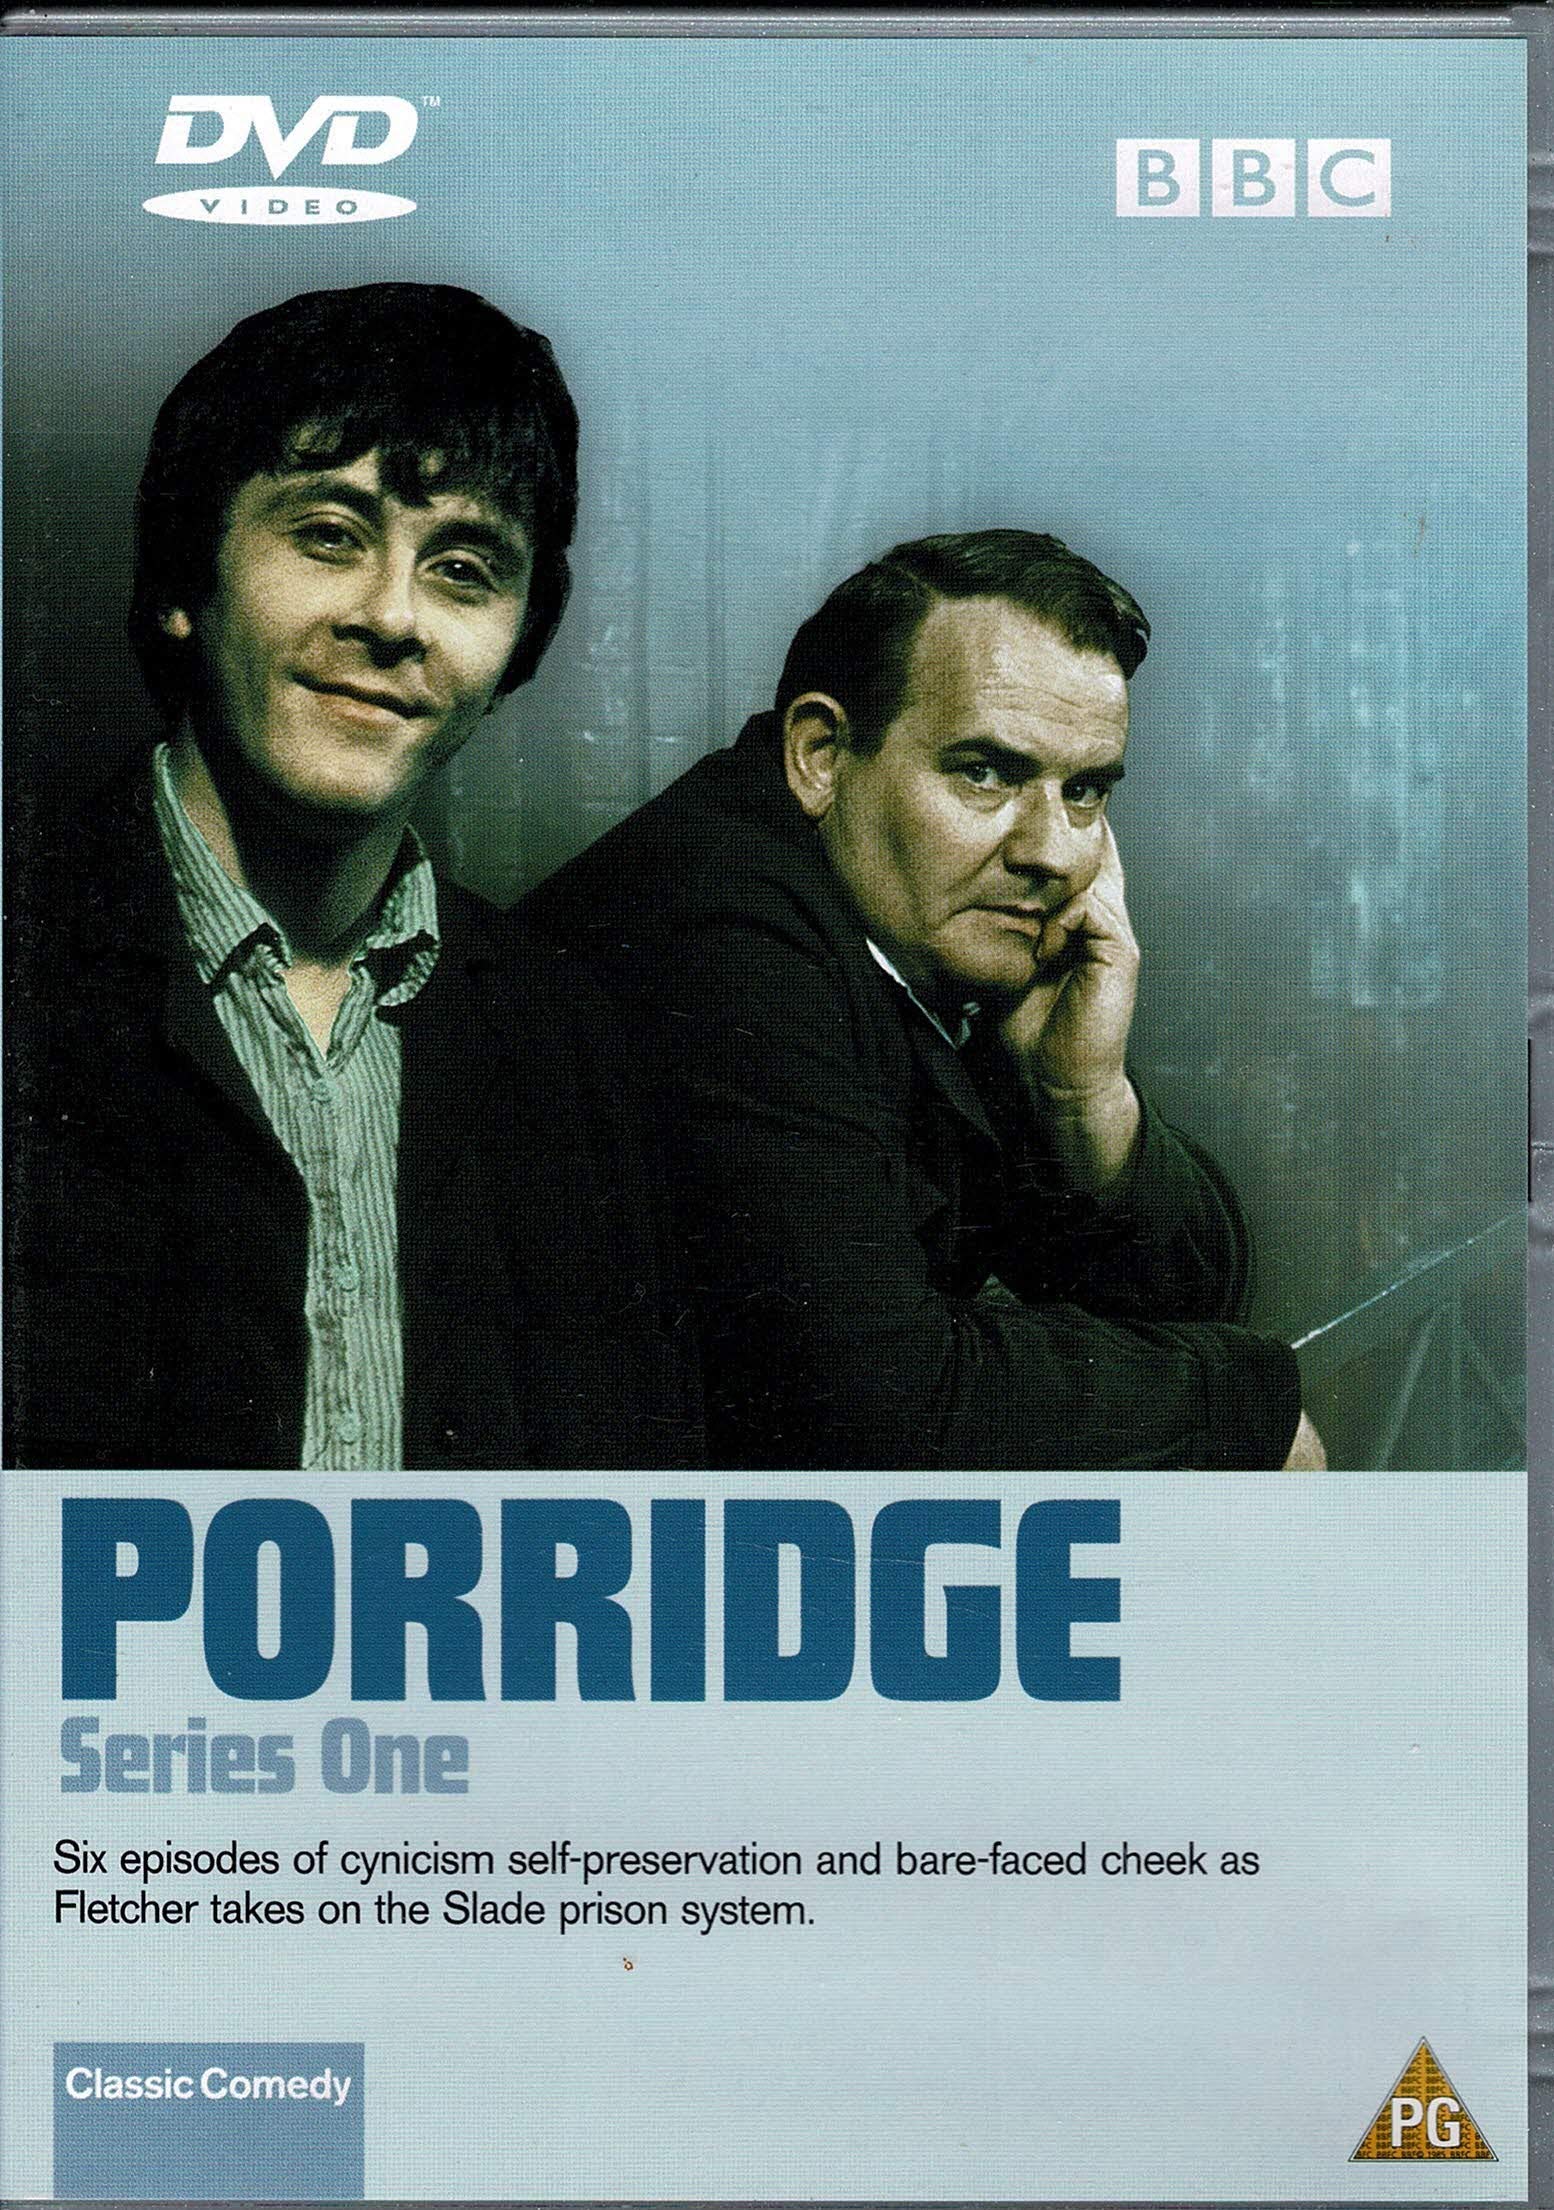 DVD™
VIDEO
BBC
PORRIDGE
Series One
Six episodes of cynicism self-preservation and bare-faced cheek as
Fletcher takes on the Slade prison system.
Classic Comedy
PG